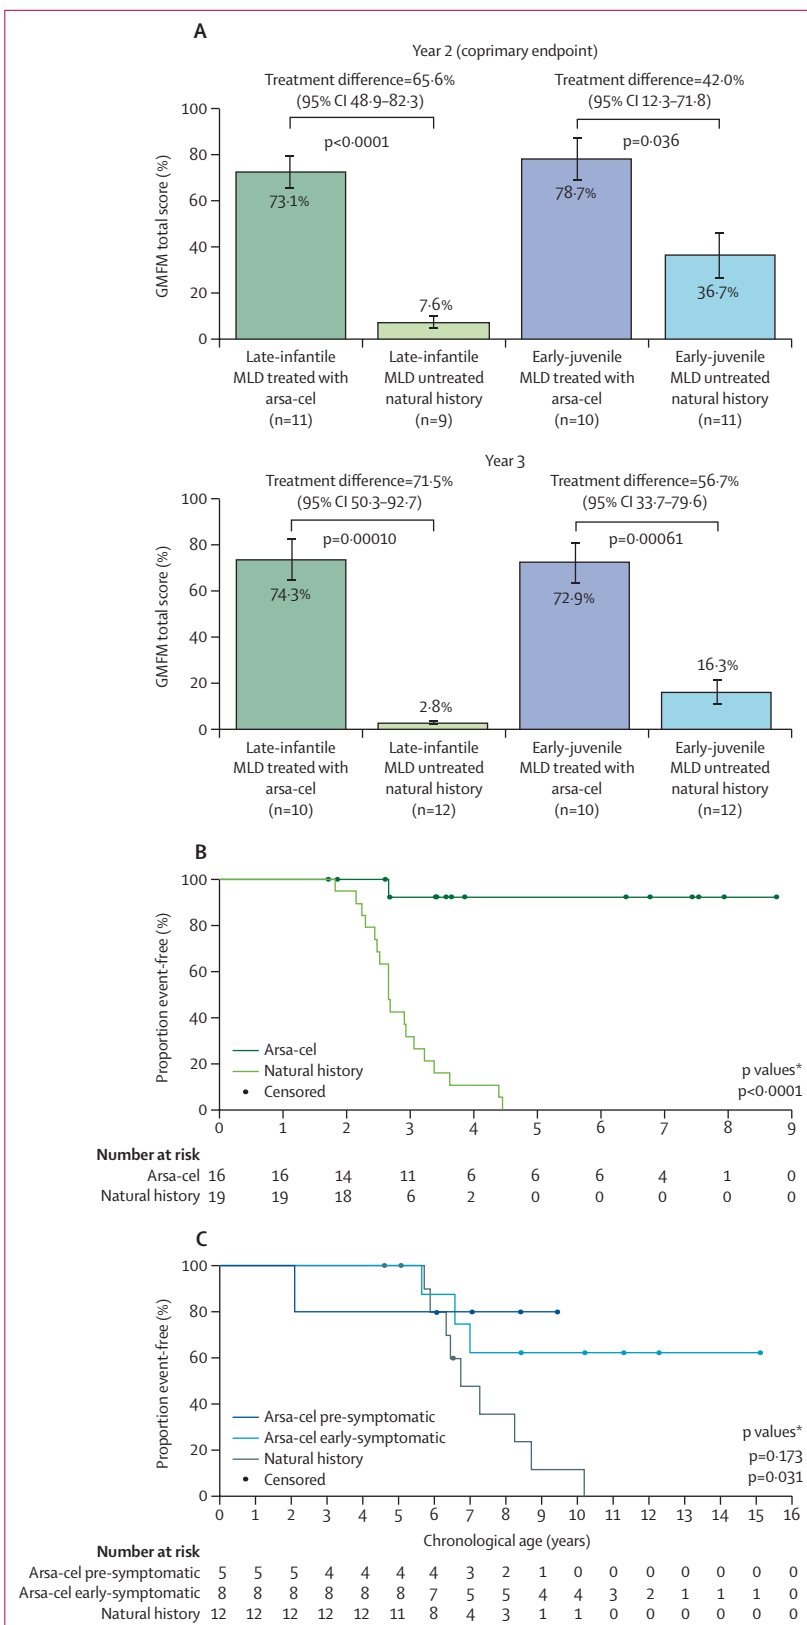 A
Year 2 (coprimary endpoint)
Treatment difference=65·6%
(95% CI 48·9–82·3)
Treatment difference=42·0%
(95% CI 12·3–71·8)
p<0·0001
p=0·036
GMFM total score (%)
100
80
60
40
20
0
73·1%
7·6%
78·7%
36·7%
Late-infantile
MLD treated with
arsa-cel
(n=11)
Late-infantile
MLD untreated
natural history
(n=9)
Early-juvenile
MLD treated with
arsa-cel
(n=10)
Early-juvenile
MLD untreated
natural history
(n=11)
Year 3
Treatment difference=71·5%
(95% CI 50·3–92·7)
Treatment difference=56·7%
(95% CI 33·7–79·6)
p=0·00010
p=0·00061
GMFM total score (%)
100
80
60
40
20
0
74·3%
2·8%
72·9%
16·3%
Late-infantile
MLD treated with
arsa-cel
(n=10)
Late-infantile
MLD untreated
natural history
(n=12)
Early-juvenile
MLD treated with
arsa-cel
(n=10)
Early-juvenile
MLD untreated
natural history
(n=12)
B
Proportion event-free (%)
100
80
60
40
20
0
Arsa-cel
Natural history
Censored
p values*
p<0·0001
0 1 2 3 4 5 6 7 8 9
Number at risk
Arsa-cel 16 16 14 11 6 6 6 4 1 0
Natural history 19 19 18 6 2 0 0 0 0 0
C
Proportion event-free (%)
100
80
60
40
20
0
Arsa-cel pre-symptomatic
Arsa-cel early-symptomatic
Natural history
Censored
p values*
p=0·173
p=0·031
0 1 2 3 4 5 6 7 8 9 10 11 12 13 14 15 16
Chronological age (years)
Number at risk
Arsa-cel pre-symptomatic 5 5 5 4 4 4 4 3 2 1 0 0 0 0 0 0 0
Arsa-cel early-symptomatic 8 8 8 8 8 8 7 5 5 4 4 3 2 1 1 1 0
Natural history 12 12 12 12 12 11 8 4 3 1 1 0 0 0 0 0 0